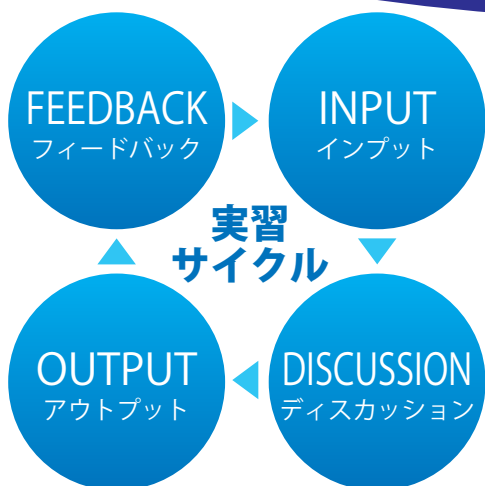 FEEDBACK
フィードバック
INPUT
インプット
実習
サイクル
OUTPUT
アウトプット
DISCUSSION
ディスカッション